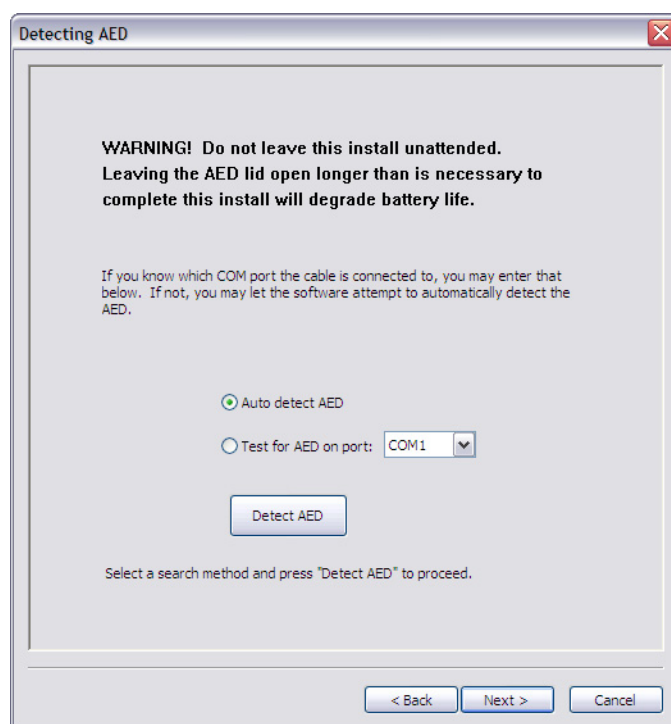 Detecting AED
WARNING! Do not leave this install unattended.
Leaving the AED lid open longer than is necessary to
complete this install will degrade battery life.
If you know which COM port the cable is connected to, you may enter that
below. If not, you may let the software attempt to automatically detect the
AED.
Auto detect AED
Test for AED on port: COM1
Detect AED
Select a search method and press "Detect AED" to proceed.
< Back Next > Cancel